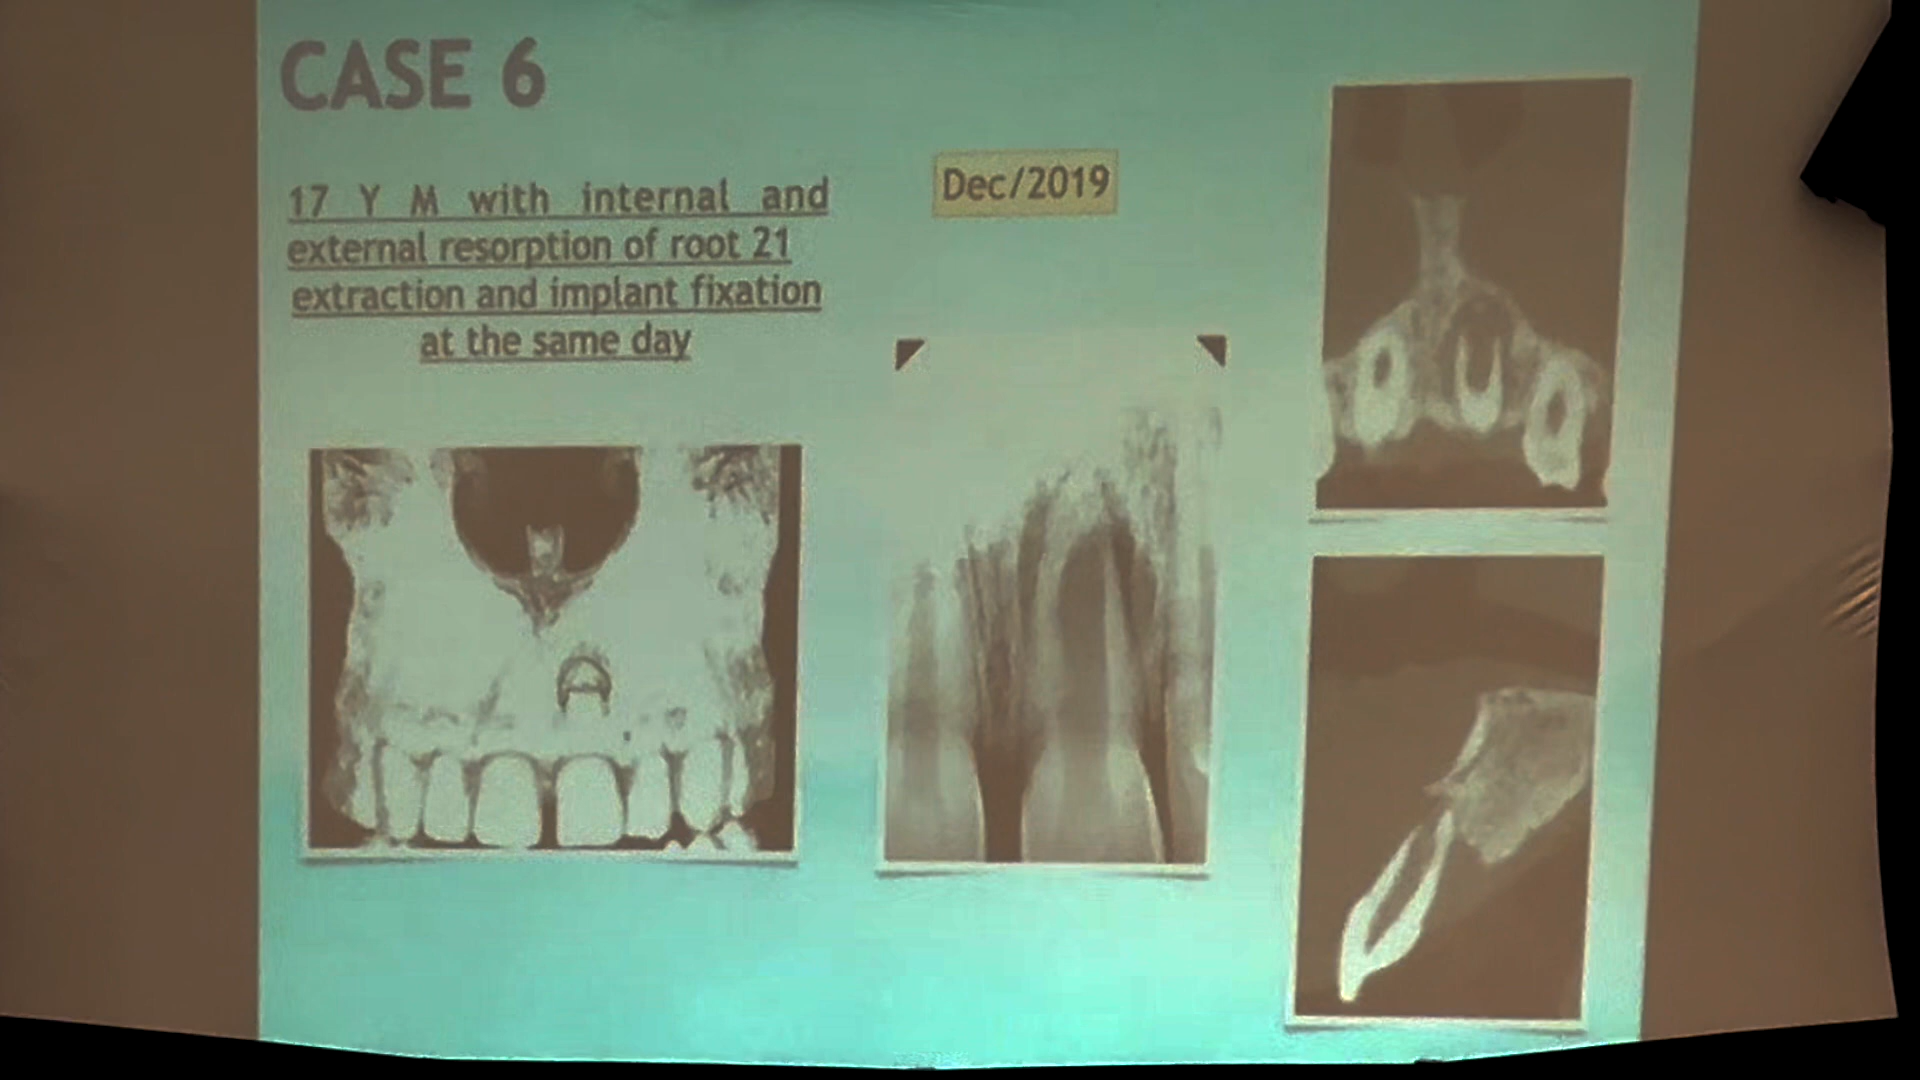 CASE 6
17 Y M with internal and
external resorption of root 21
extraction and implant fixation
at the same day
Dec/2019